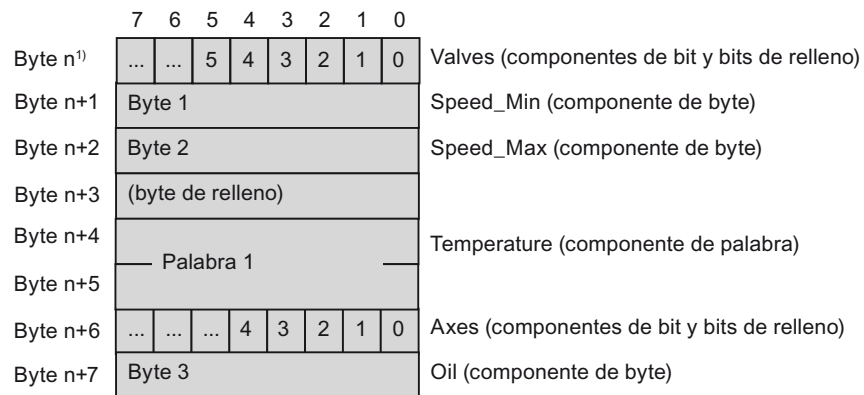 7 6 5 4 3 2 1 0
Byte n1) ... ... 5 4 3 2 1 0 Valves (componentes de bit y bits de relleno)
Byte n+1 Byte 1 Speed_Min (componente de byte)
Byte n+2 Byte 2 Speed_Max (componente de byte)
Byte n+3 (byte de relleno)
Byte n+4
Palabra 1 Temperature (componente de palabra)
Byte n+5
Byte n+6 ... ... ... 4 3 2 1 0 Axes (componentes de bit y bits de relleno)
Byte n+7 Byte 3 Oil (componente de byte)